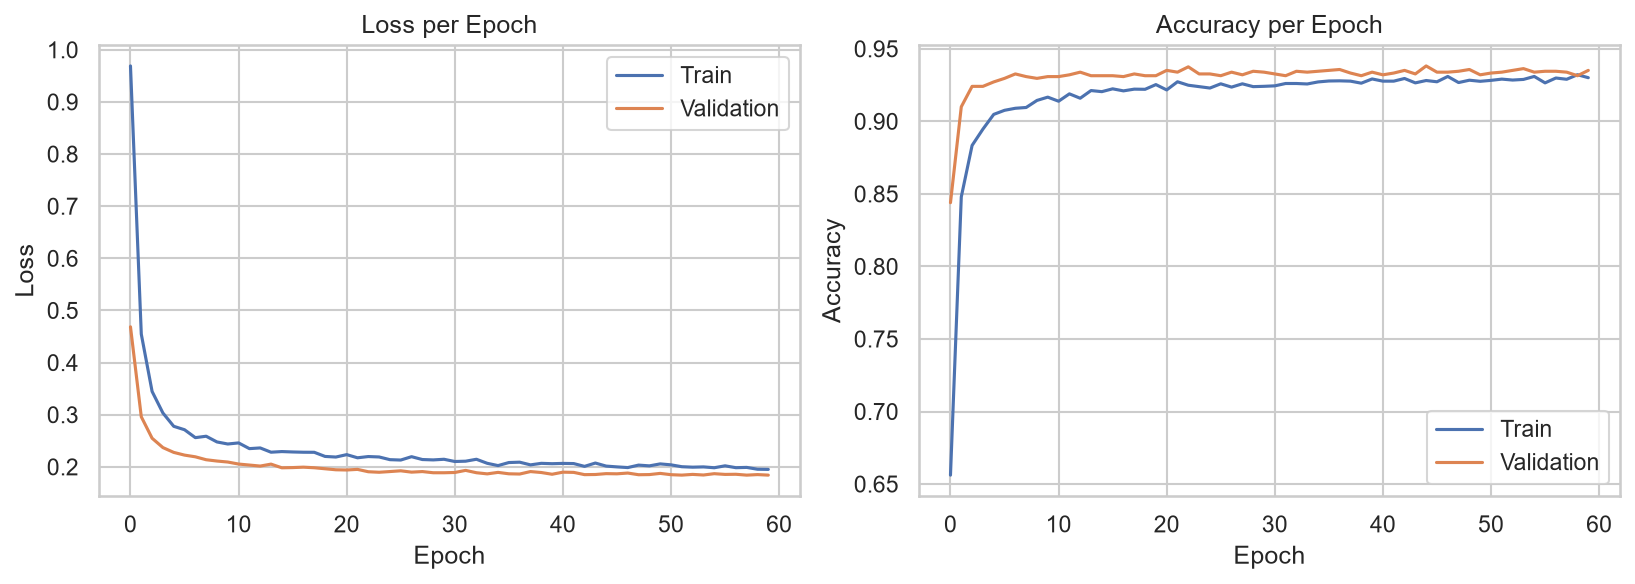 Loss per Epoch
1.0
0.9
0.8
0.7
0.6
0.5
0.4
0.3
0.2
Loss
0 10 20 30 40 50 60
Epoch
Train
Validation
Accuracy per Epoch
0.95
0.90
0.85
0.80
0.75
0.70
0.65
Accuracy
0 10 20 30 40 50 60
Epoch
Train
Validation